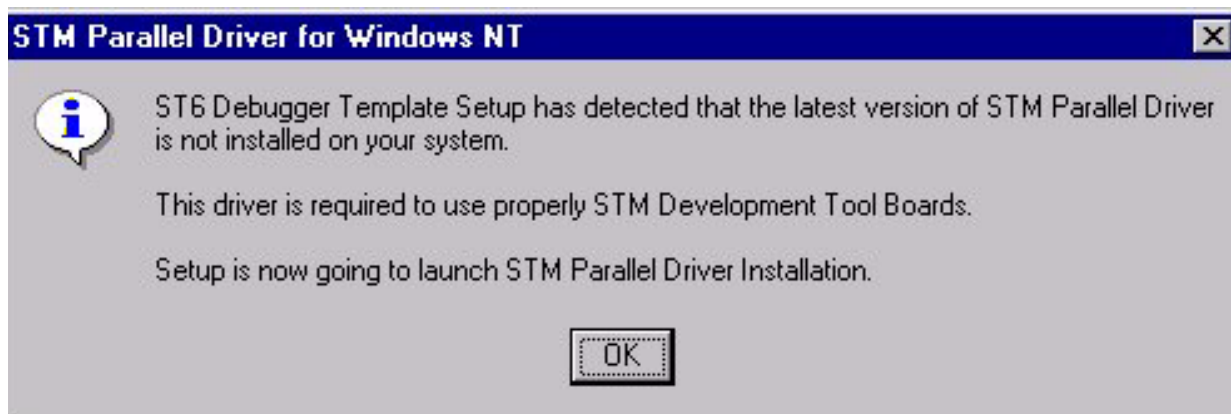 STM Parallel Driver for Windows NT
ST6 Debugger Template Setup has detected that the latest version of STM Parallel Driver
is not installed on your system.
This driver is required to use properly STM Development Tool Boards.
Setup is now going to launch STM Parallel Driver Installation.
OK